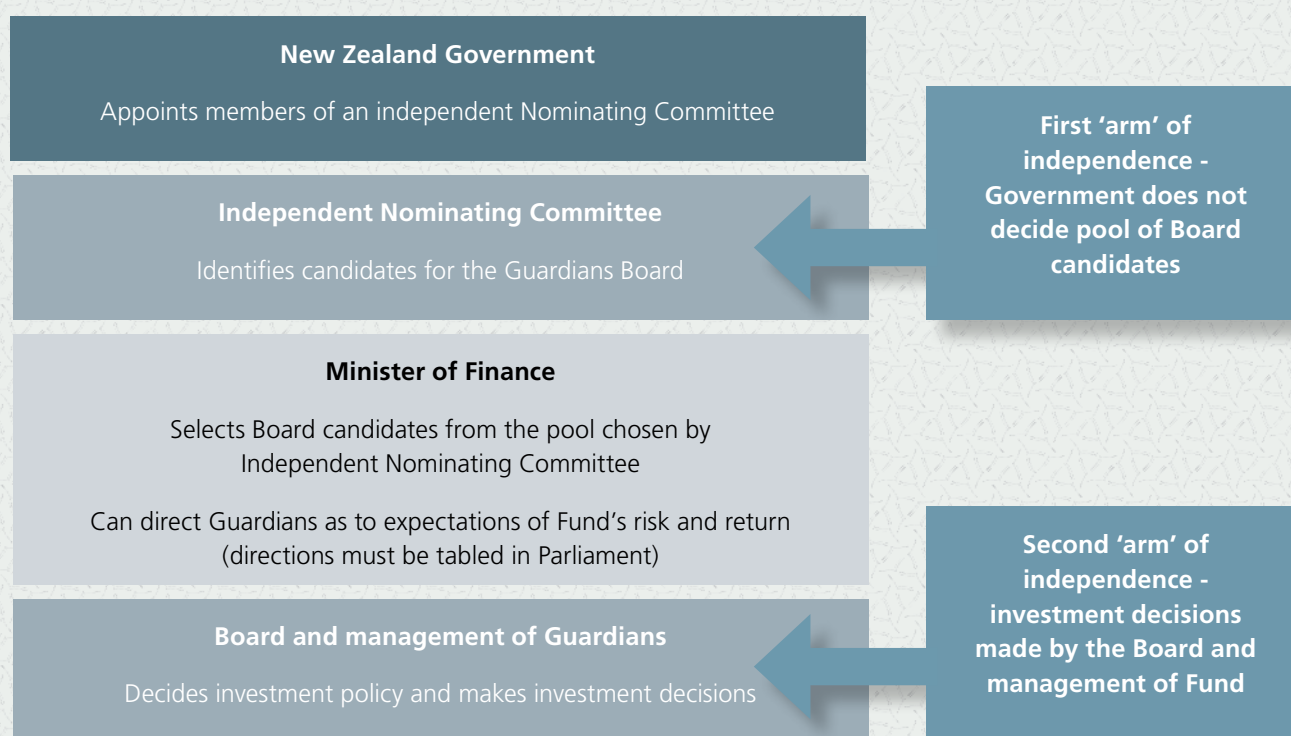 New Zealand Government
Appoints members of an independent Nominating Committee
First ‘arm’ of
independence -
Government does not
decide pool of Board
candidates
Independent Nominating Committee
Identifies candidates for the Guardians Board
Minister of Finance
Selects Board candidates from the pool chosen by
Independent Nominating Committee
Can direct Guardians as to expectations of Fund’s risk and return
(directions must be tabled in Parliament)
Second ‘arm’ of
independence -
investment decisions
made by the Board and
management of Fund
Board and management of Guardians
Decides investment policy and makes investment decisions